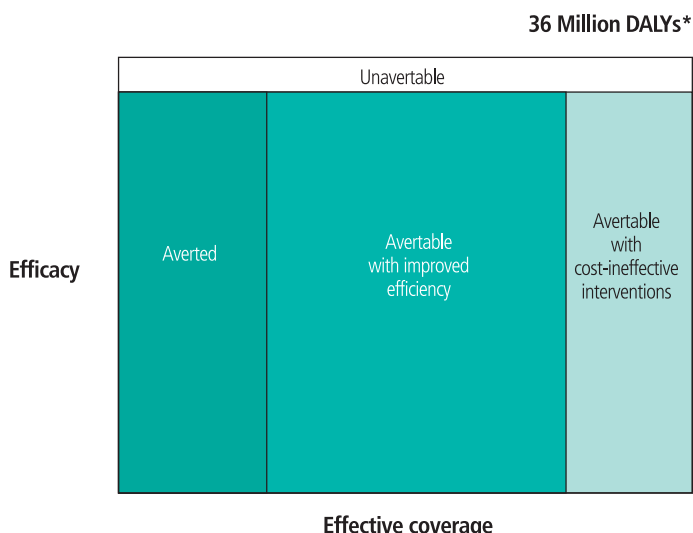 36 Million DALYs*
Unavertable
Efficacy
Averted
Avertable
with improved
efficiency
Avertable
with
cost-ineffective
interventions
Effective coverage